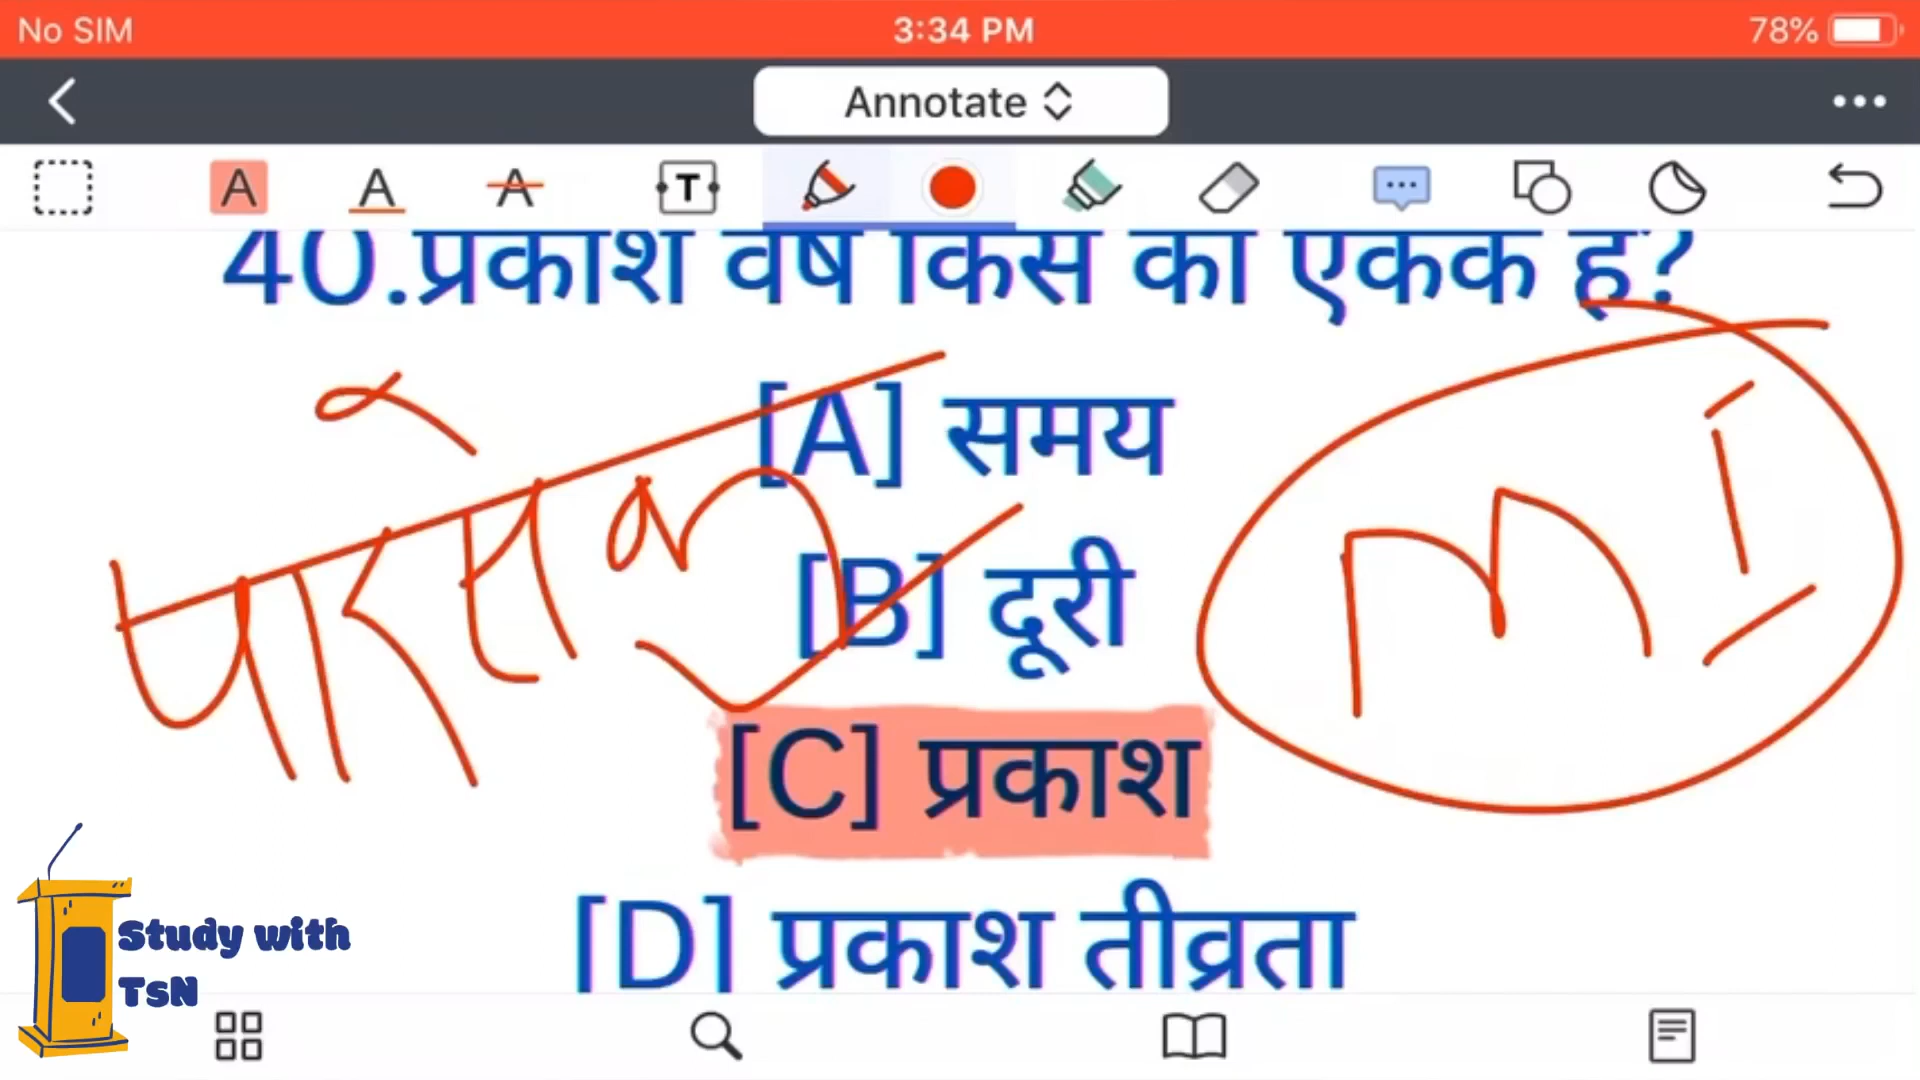 No SIM 3:34 PM 78%
Annotate
A A A T
40.प्रकाश वर्ष किस का एकक है?
[A] समय
पारसेक
[B] दूरी
m
[C] प्रकाश
[D] प्रकाश तीव्रता
Study with
TsN